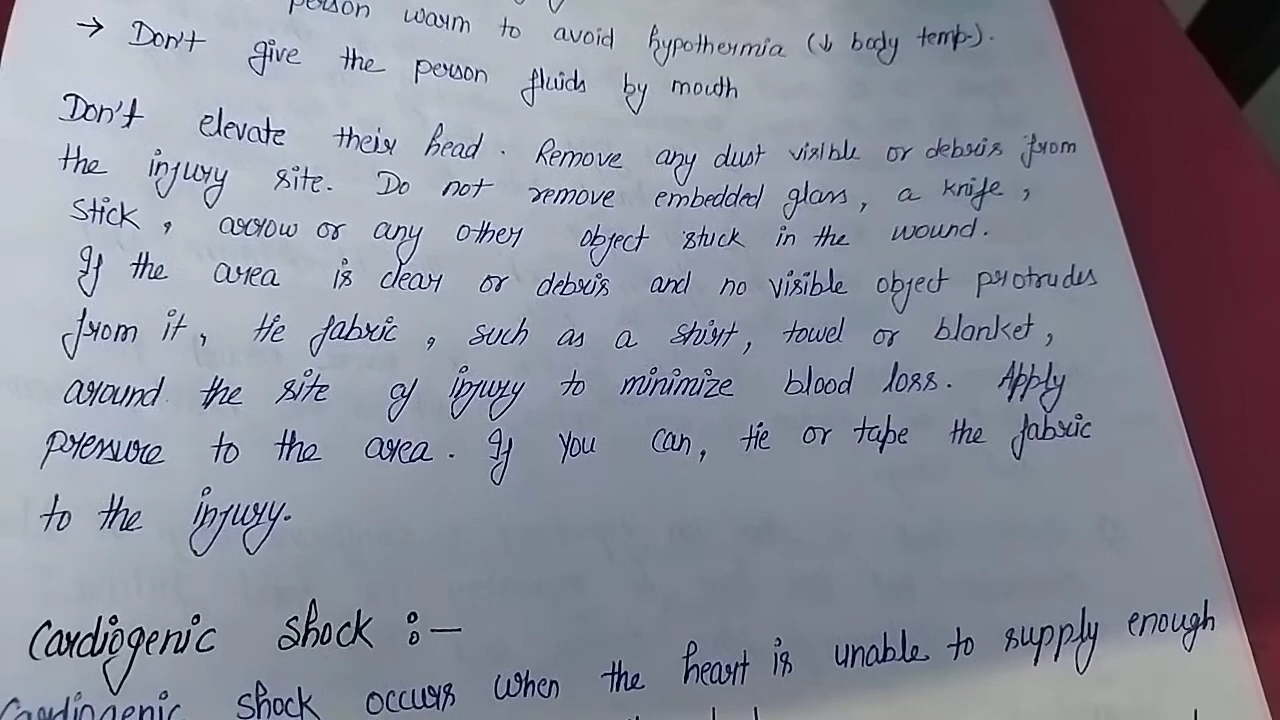 person warm to avoid hypothermia (↓ body temp.).
→ Don't give the person fluids by mouth
Don't elevate their head. Remove any dust visible or debris from
the injury site. Do not remove embedded glass, a knife,
stick, arrow or any other object stuck in the wound.
If the area is clear or debris and no visible object protrudes
from it, tie fabric, such as a shirt, towel or blanket,
around the site of injury to minimize blood loss. Apply
pressure to the area. If you can, tie or tape the fabric
to the injury.
Cardiogenic shock :-
Cardiogenic shock occurs when the heart is unable to supply enough